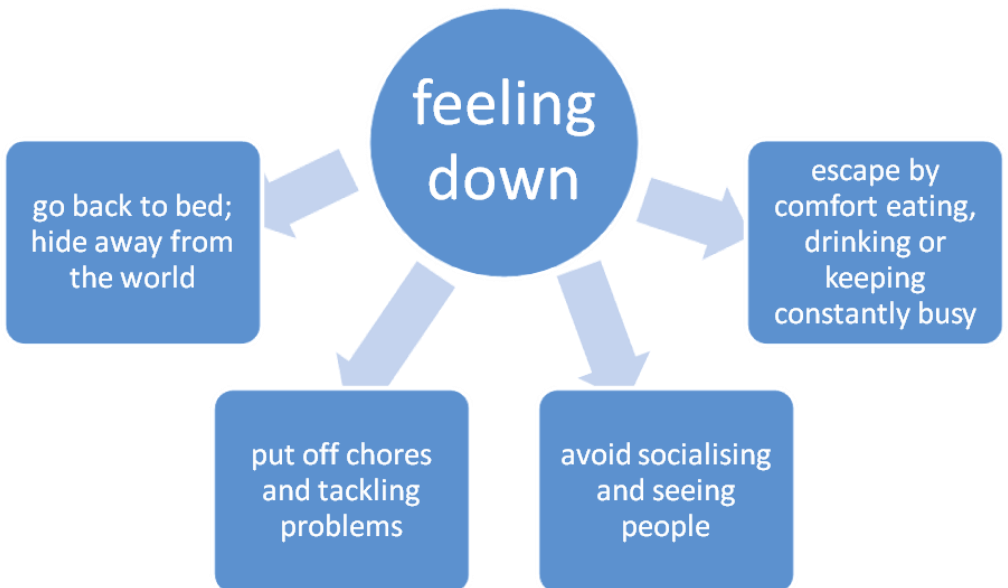 feeling
down
go back to bed;
hide away from
the world
put off chores
and tackling
problems
avoid socialising
and seeing
people
escape by
comfort eating,
drinking or
keeping
constantly busy